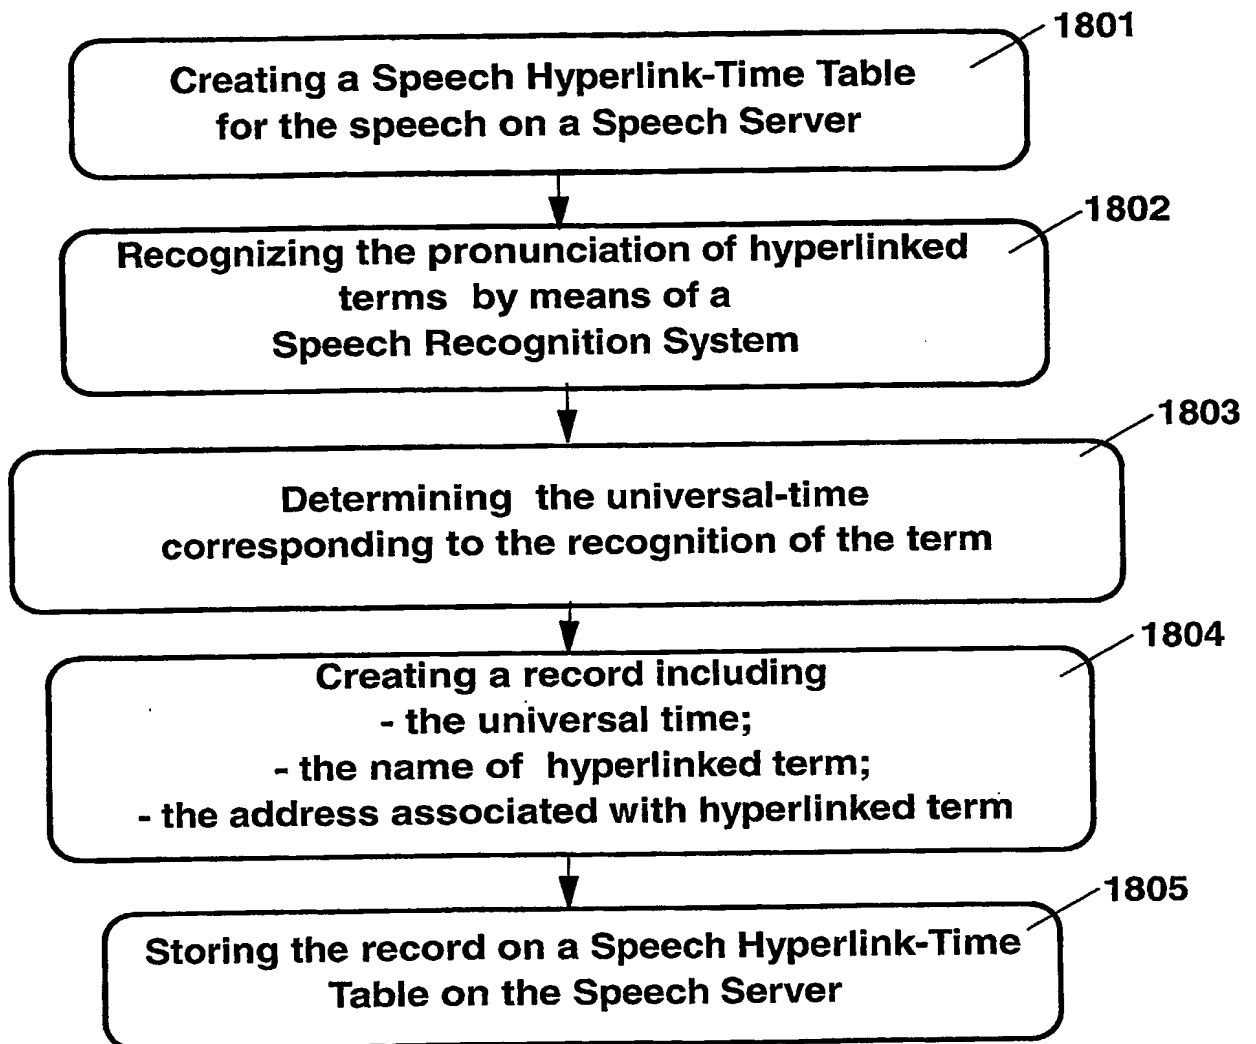 1801
Creating a Speech Hyperlink-Time Table
for the speech on a Speech Server
1802
Recognizing the pronunciation of hyperlinked
terms by means of a
Speech Recognition System
1803
Determining the universal-time
corresponding to the recognition of the term
1804
Creating a record including
- the universal time;
- the name of hyperlinked term;
- the address associated with hyperlinked term
1805
Storing the record on a Speech Hyperlink-Time
Table on the Speech Server